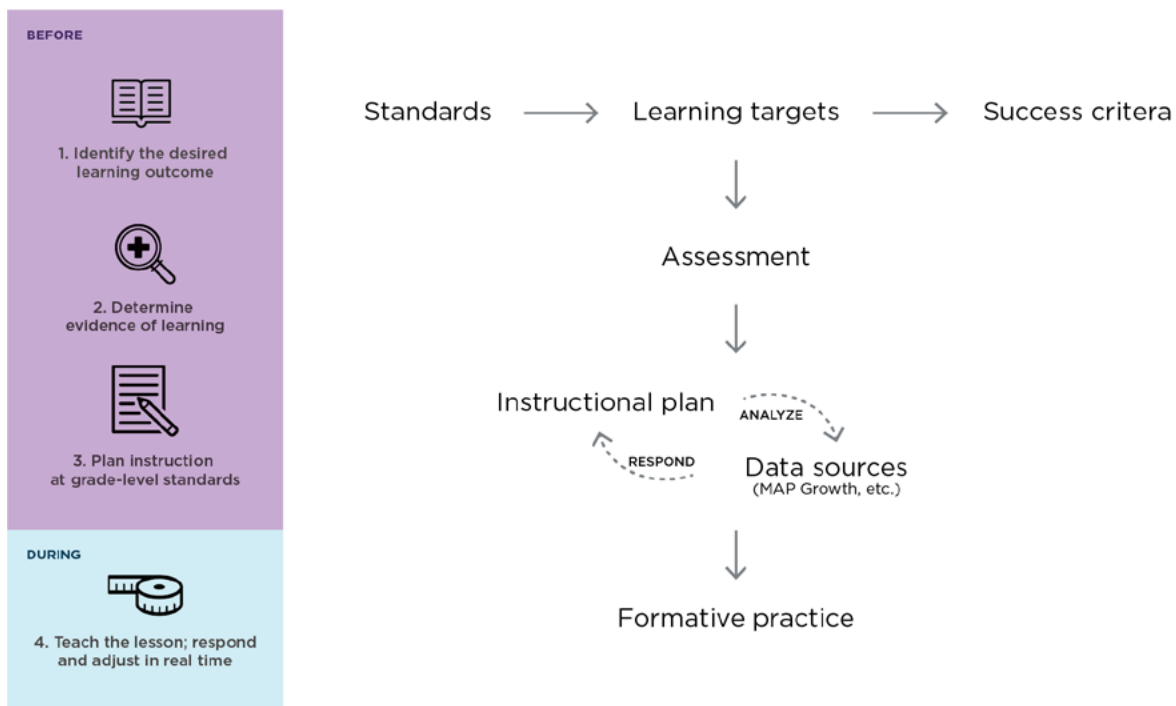 BEFORE
1. Identify the desired
learning outcome
2. Determine
evidence of learning
3. Plan instruction
at grade-level standards
DURING
4. Teach the lesson; respond
and adjust in real time
Standards
Learning targets
Success critera
Assessment
Instructional plan
ANALYZE
RESPOND
Data sources
(MAP Growth, etc.)
Formative practice